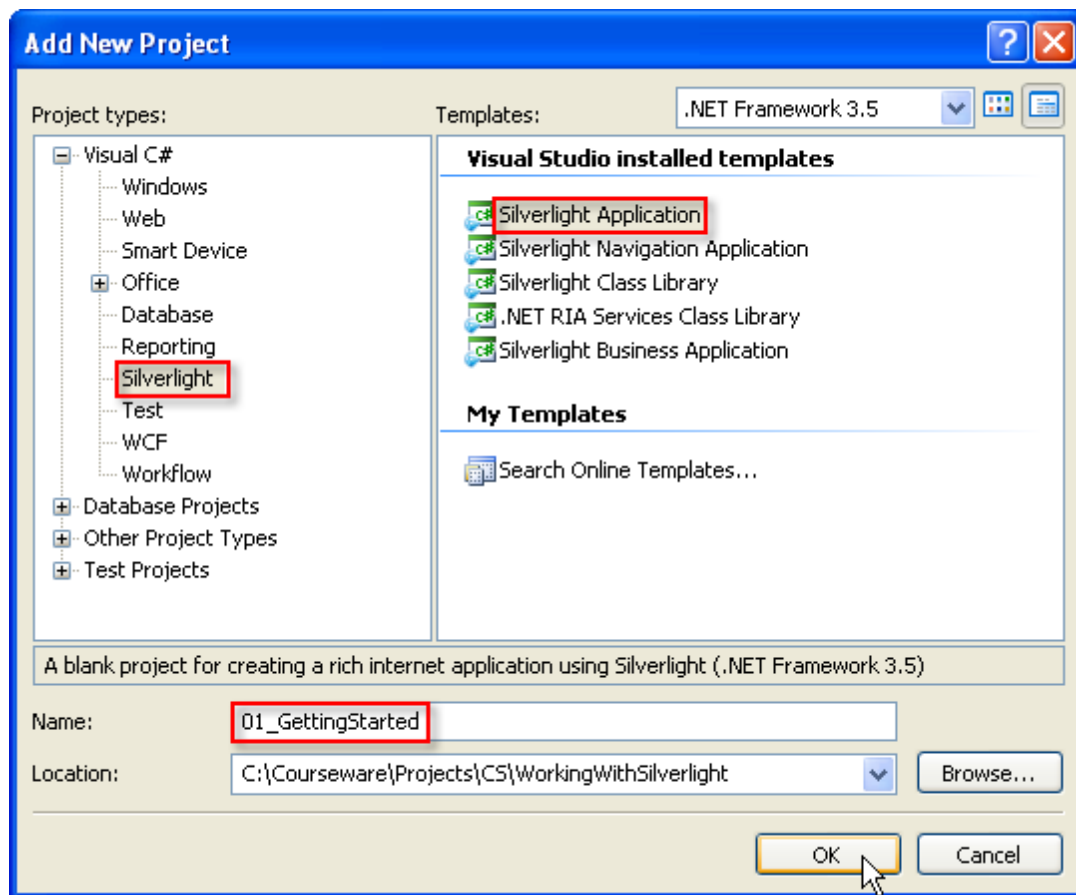 Add New Project
Project types:
Templates:
.NET Framework 3.5
Visual C#
Windows
Web
Smart Device
Office
Database
Reporting
Silverlight
Test
WCF
Workflow
Database Projects
Other Project Types
Test Projects
Visual Studio installed templates
Silverlight Application
Silverlight Navigation Application
Silverlight Class Library
.NET RIA Services Class Library
Silverlight Business Application
My Templates
Search Online Templates...
A blank project for creating a rich internet application using Silverlight (.NET Framework 3.5)
Name:
01_GettingStarted
Location:
C:\Courseware\Projects\CS\WorkingWithSilverlight
Browse...
OK
Cancel